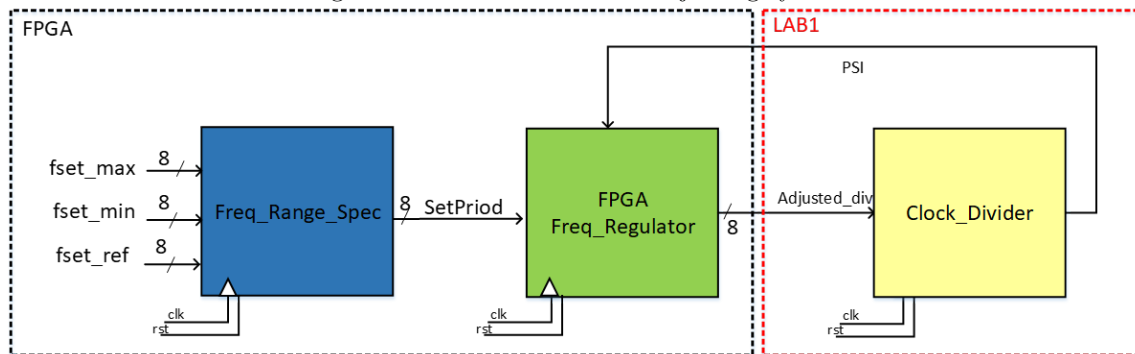 FPGA
LAB1
PSI
fset_max
8
fset_min
8
fset_ref
8
Freq_Range_Spec
8
SetPriod
FPGA
Freq_Regulator
8
Adjusted_div
Clock_Divider
clk
rst
clk
rst
clk
rst